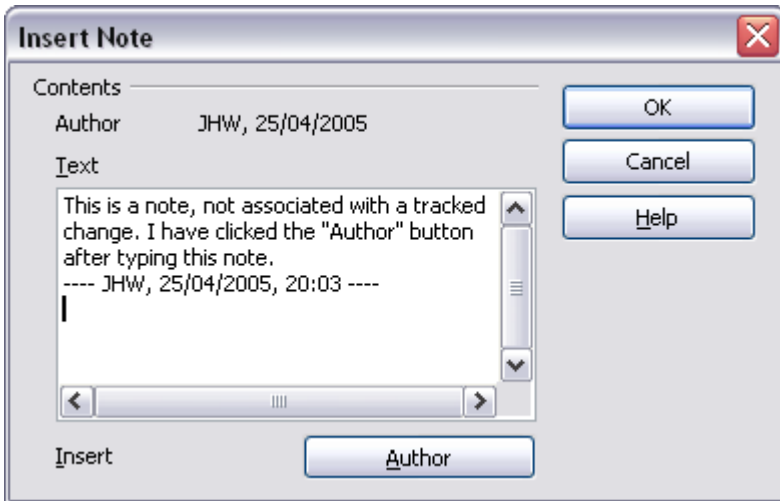 Insert Note
Contents
Author JHW, 25/04/2005
Text
This is a note, not associated with a tracked
change. I have clicked the "Author" button
after typing this note.
---- JHW, 25/04/2005, 20:03 ----
Insert Author
OK
Cancel
Help